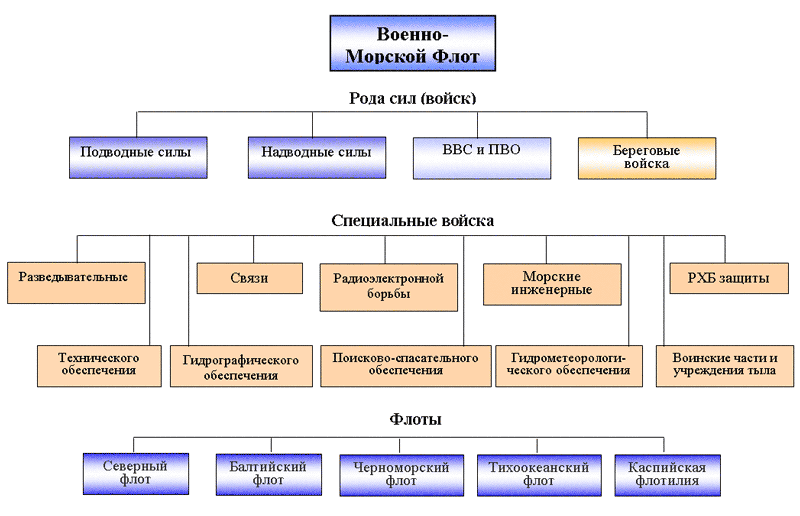 Военно-
Морской Флот
Рода сил (войск)
Подводные силы
Надводные силы
ВВС и ПВО
Береговые
войска
Специальные войска
Разведывательные
Связи
Радиоэлектронной
борьбы
Морские
инженерные
РХБ защиты
Технического
обеспечения
Гидрографического
обеспечения
Поисково-спасательного
обеспечения
Гидрометеорологи-
ческого обеспечения
Воинские части и
учреждения тыла
Флоты
Северный
флот
Балтийский
флот
Черноморский
флот
Тихоокеанский
флот
Каспийская
флотилия